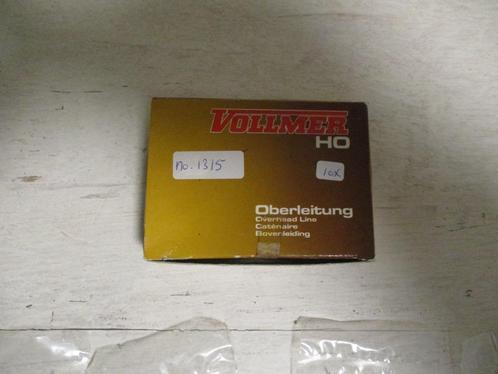 VOLLMER
HO
no. 1315
10x
Oberleitung
Overhead Line
Caténaire
Bovenleiding